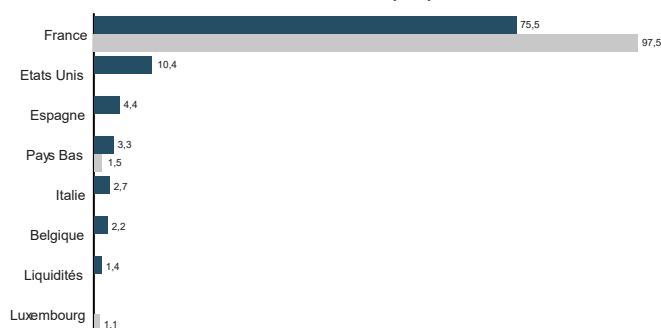 France 75,5
97,5
Etats Unis 10,4
Espagne 4,4
Pays Bas 3,3
1,5
Italie 2,7
Belgique 2,2
Liquidités 1,4
Luxembourg 1,1